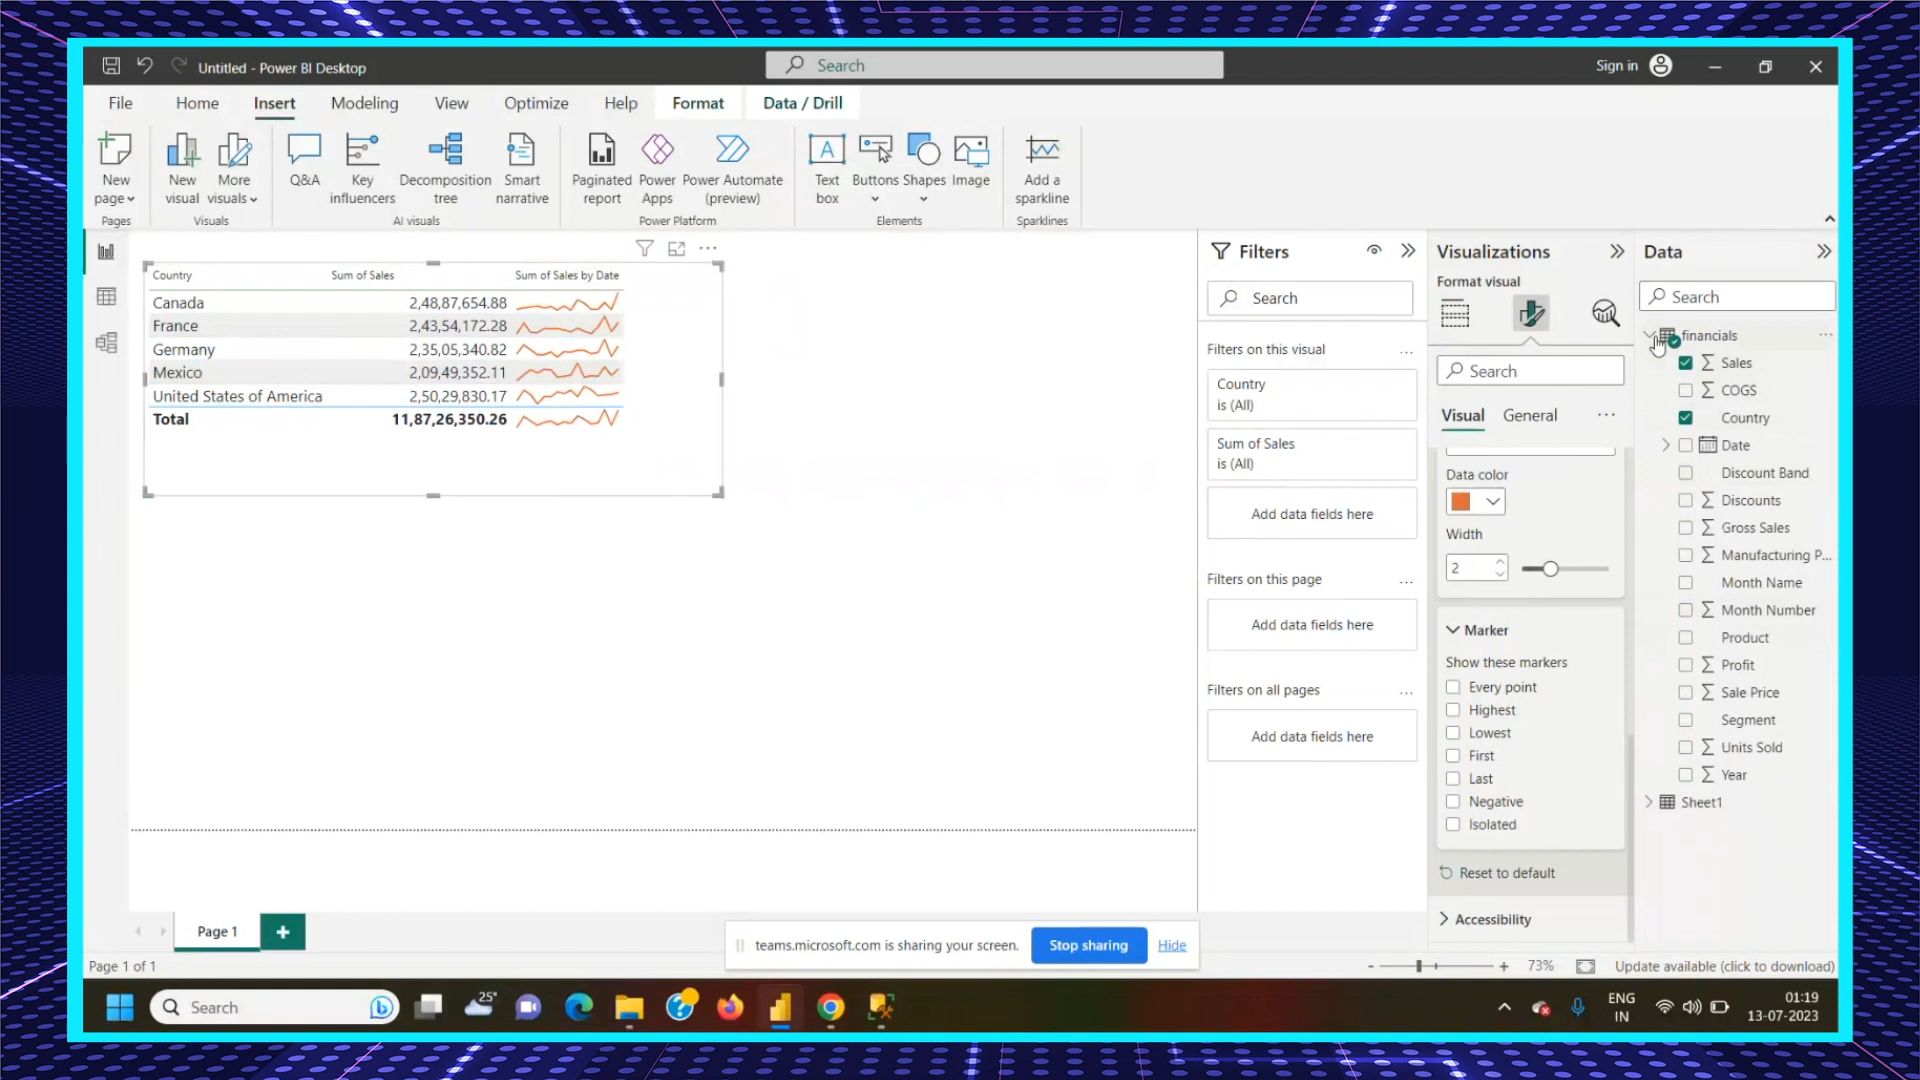 Untitled - Power BI Desktop
Search
Sign in
File Home Insert Modeling View Optimize Help Format Data / Drill
New page
New visual
More visuals
Q&A
Key influencers
Decomposition tree
Smart narrative
Paginated report
Power Apps
Power Automate (preview)
Text box
Buttons
Shapes
Image
Add a sparkline
Pages
Visuals
AI visuals
Power Platform
Elements
Sparklines
Country Sum of Sales Sum of Sales by Date
Canada 2,48,87,654.88
France 2,43,54,172.28
Germany 2,35,05,340.82
Mexico 2,09,49,352.11
United States of America 2,50,29,830.17
Total 11,87,26,350.26
Filters
Search
Filters on this visual
Country
is (All)
Sum of Sales
is (All)
Add data fields here
Filters on this page
Add data fields here
Filters on all pages
Add data fields here
Visualizations
Format visual
Search
Visual General
Data color
Width
2
Marker
Show these markers
Every point
Highest
Lowest
First
Last
Negative
Isolated
Reset to default
Accessibility
Data
Search
financials
Sales
COGS
Country
Date
Discount Band
Discounts
Gross Sales
Manufacturing P...
Month Name
Month Number
Product
Profit
Sale Price
Segment
Units Sold
Year
Sheet1
Page 1
teams.microsoft.com is sharing your screen. Stop sharing Hide
Page 1 of 1
73%
Update available (click to download)
Search
25°
ENG
IN
01:19
13-07-2023